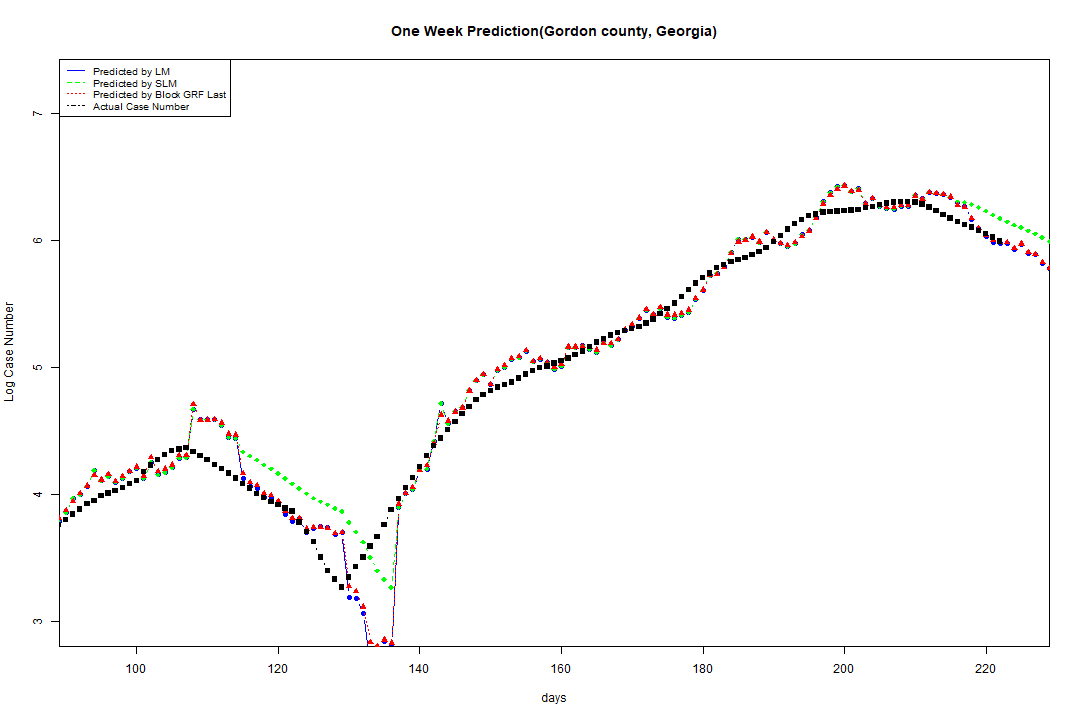 One Week Prediction(Gordon county, Georgia)
Predicted by LM
Predicted by SLM
Predicted by Block GRF Last
Actual Case Number
7
6
5
4
3
Log Case Number
100 120 140 160 180 200 220
days